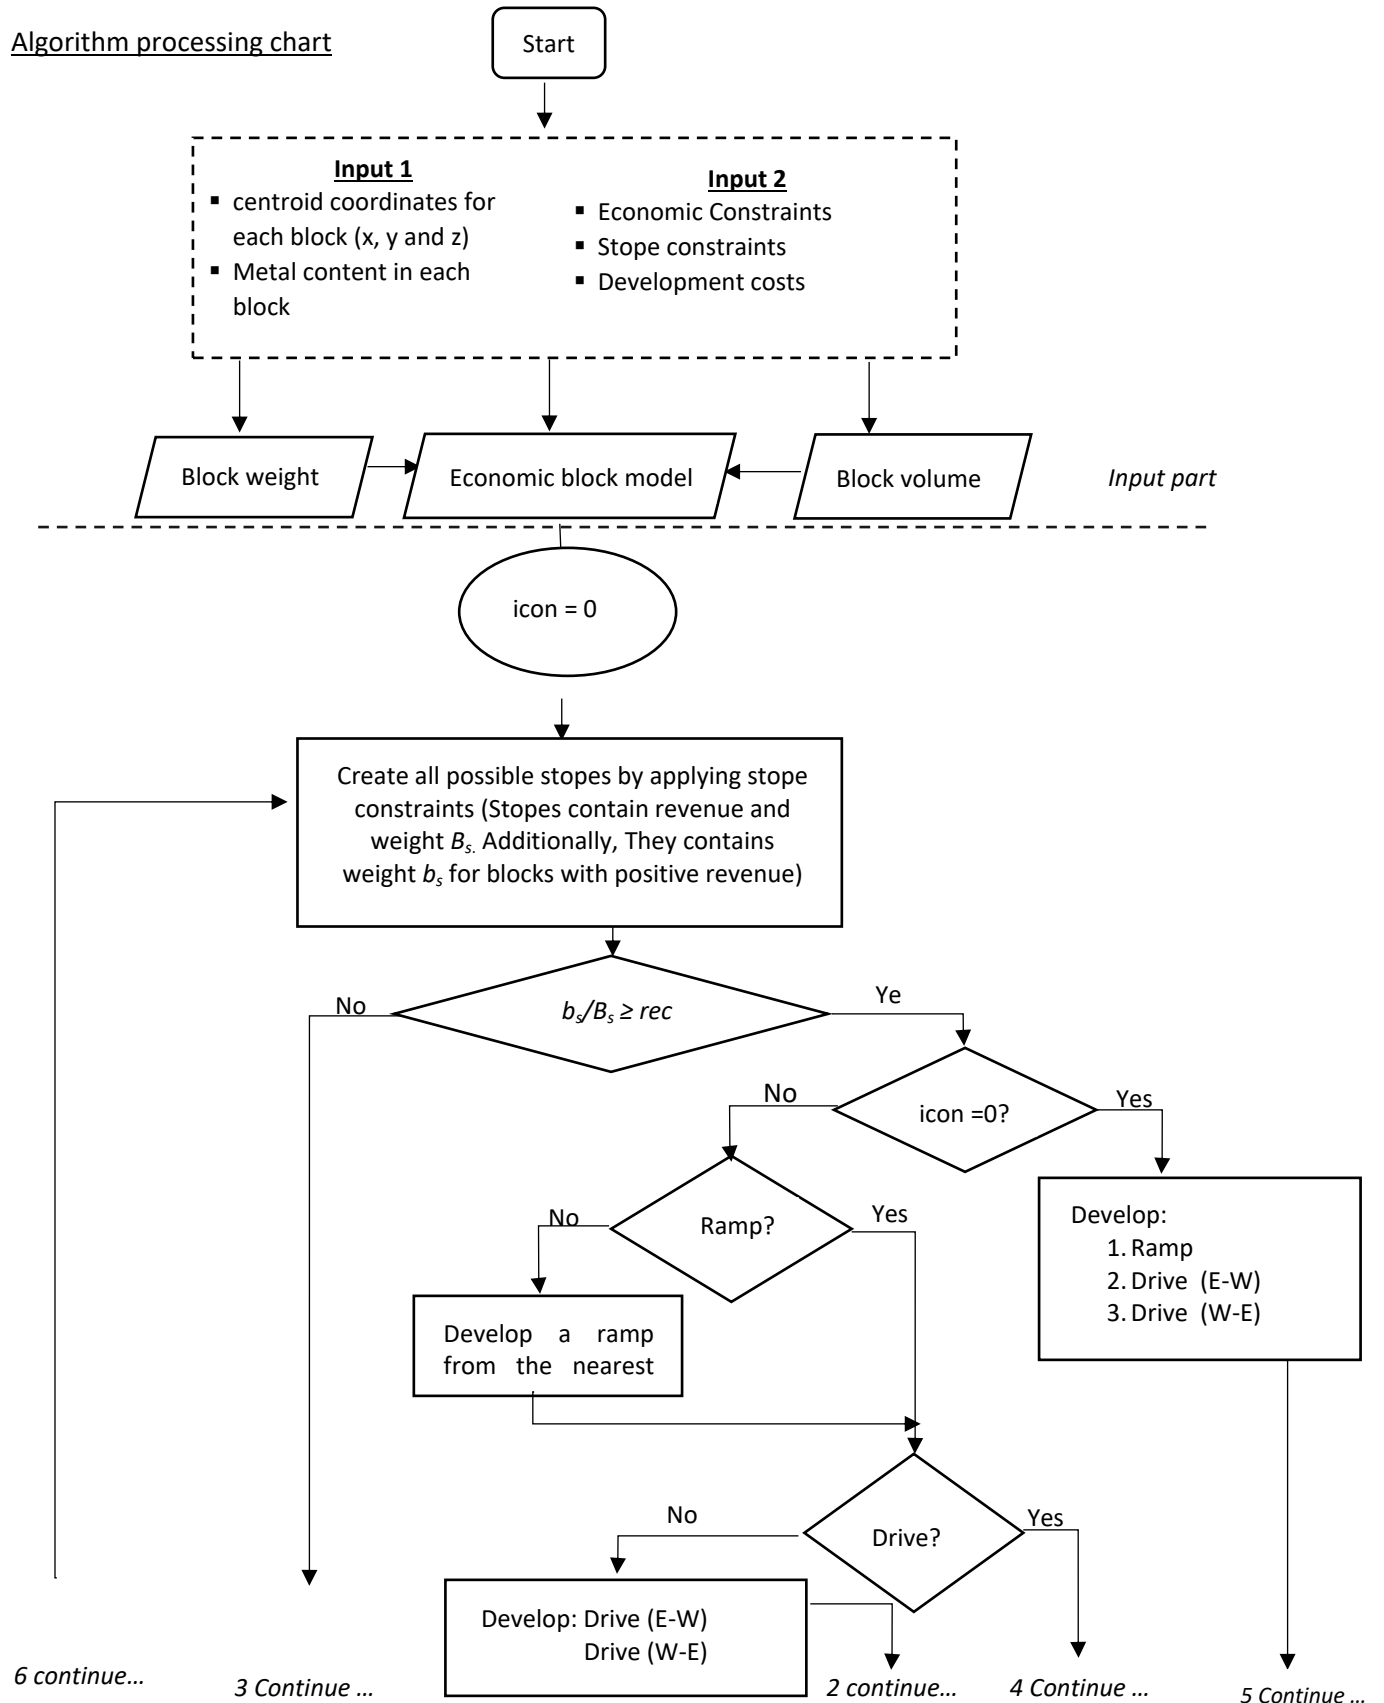 Algorithm processing chart
Start
Input 1
▪ centroid coordinates for
each block (x, y and z)
▪ Metal content in each
block
Input 2
▪ Economic Constraints
▪ Stope constraints
▪ Development costs
Block weight
Economic block model
Block volume
Input part
icon = 0
Create all possible stopes by applying stope
constraints (Stopes contain revenue and
weight Bs. Additionally, They contains
weight bs for blocks with positive revenue)
No
bs/Bs ≥ rec
Ye
No
icon =0?
Yes
No
Ramp?
Yes
Develop:
1. Ramp
2. Drive (E-W)
3. Drive (W-E)
Develop a ramp
from the nearest
No
Drive?
Yes
Develop: Drive (E-W)
Drive (W-E)
6 continue...
3 Continue ...
2 continue...
4 Continue ...
5 Continue ...